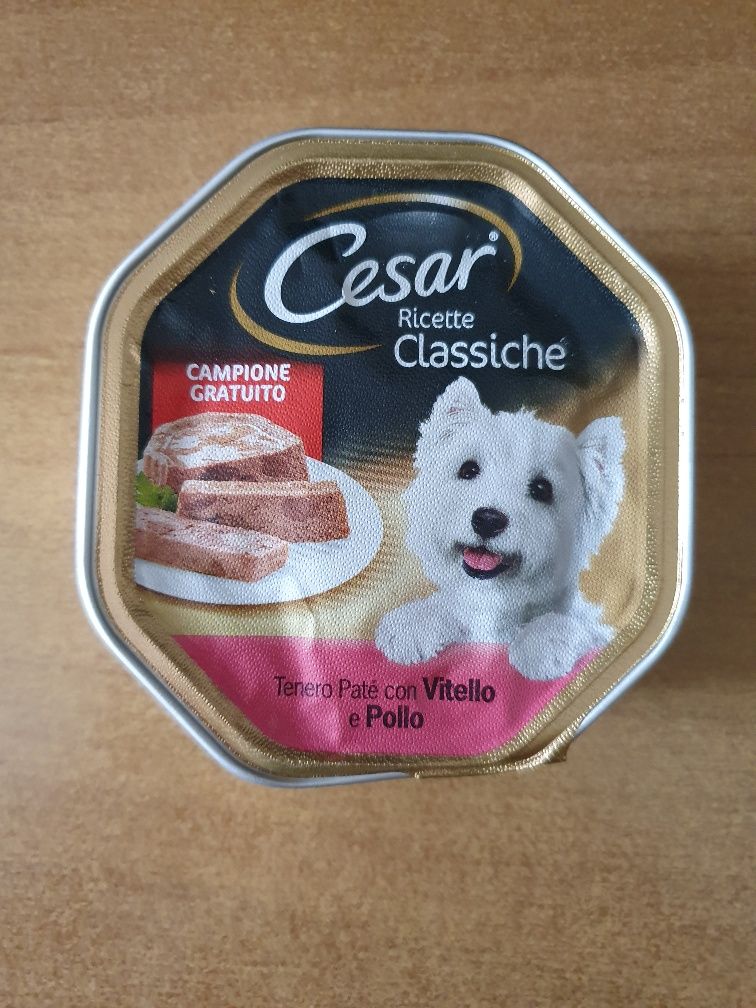 Cesar®
Ricette
Classiche
CAMPIONE
GRATUITO
Tenero Paté con Vitello
e Pollo